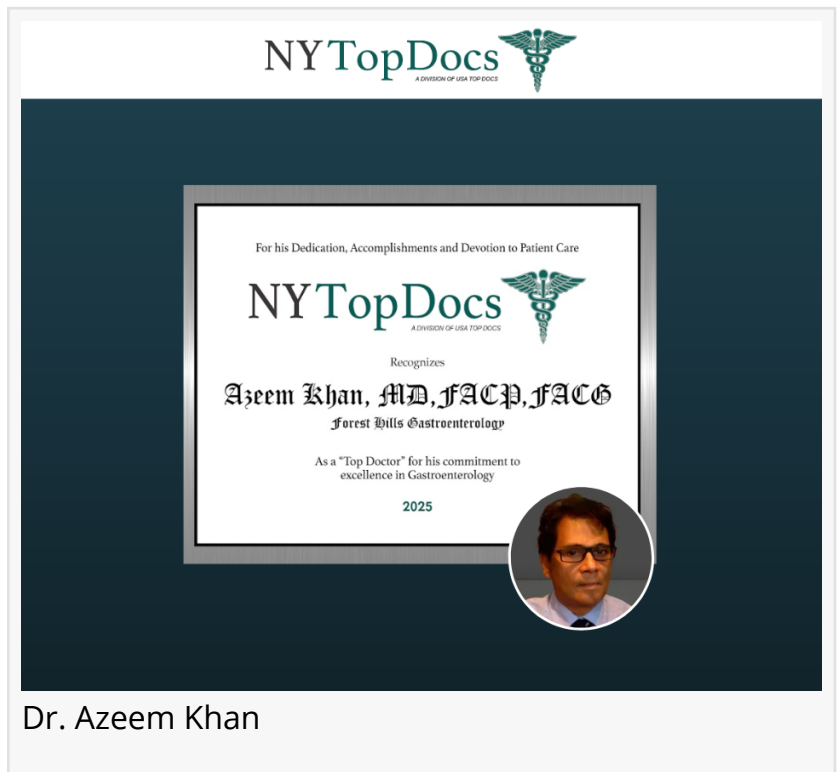 NYTopDocs
A DIVISION OF USA TOP DOCS
For his Dedication, Accomplishments and Devotion to Patient Care
NYTopDocs
A DIVISION OF USA TOP DOCS
Recognizes
Azeem Khan, MD,FACP,FACG
Forest Hills Gastroenterology
As a “Top Doctor” for his commitment to
excellence in Gastroenterology
2025
Dr. Azeem Khan